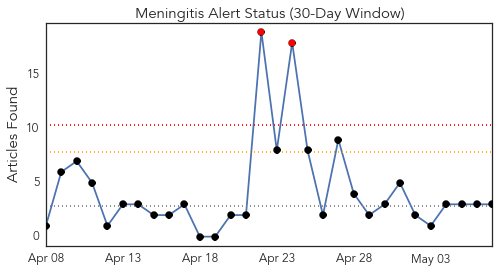 Meningitis Alert Status (30-Day Window)
Articles Found
15
10
5
0
Apr 08 Apr 13 Apr 18 Apr 23 Apr 28 May 03